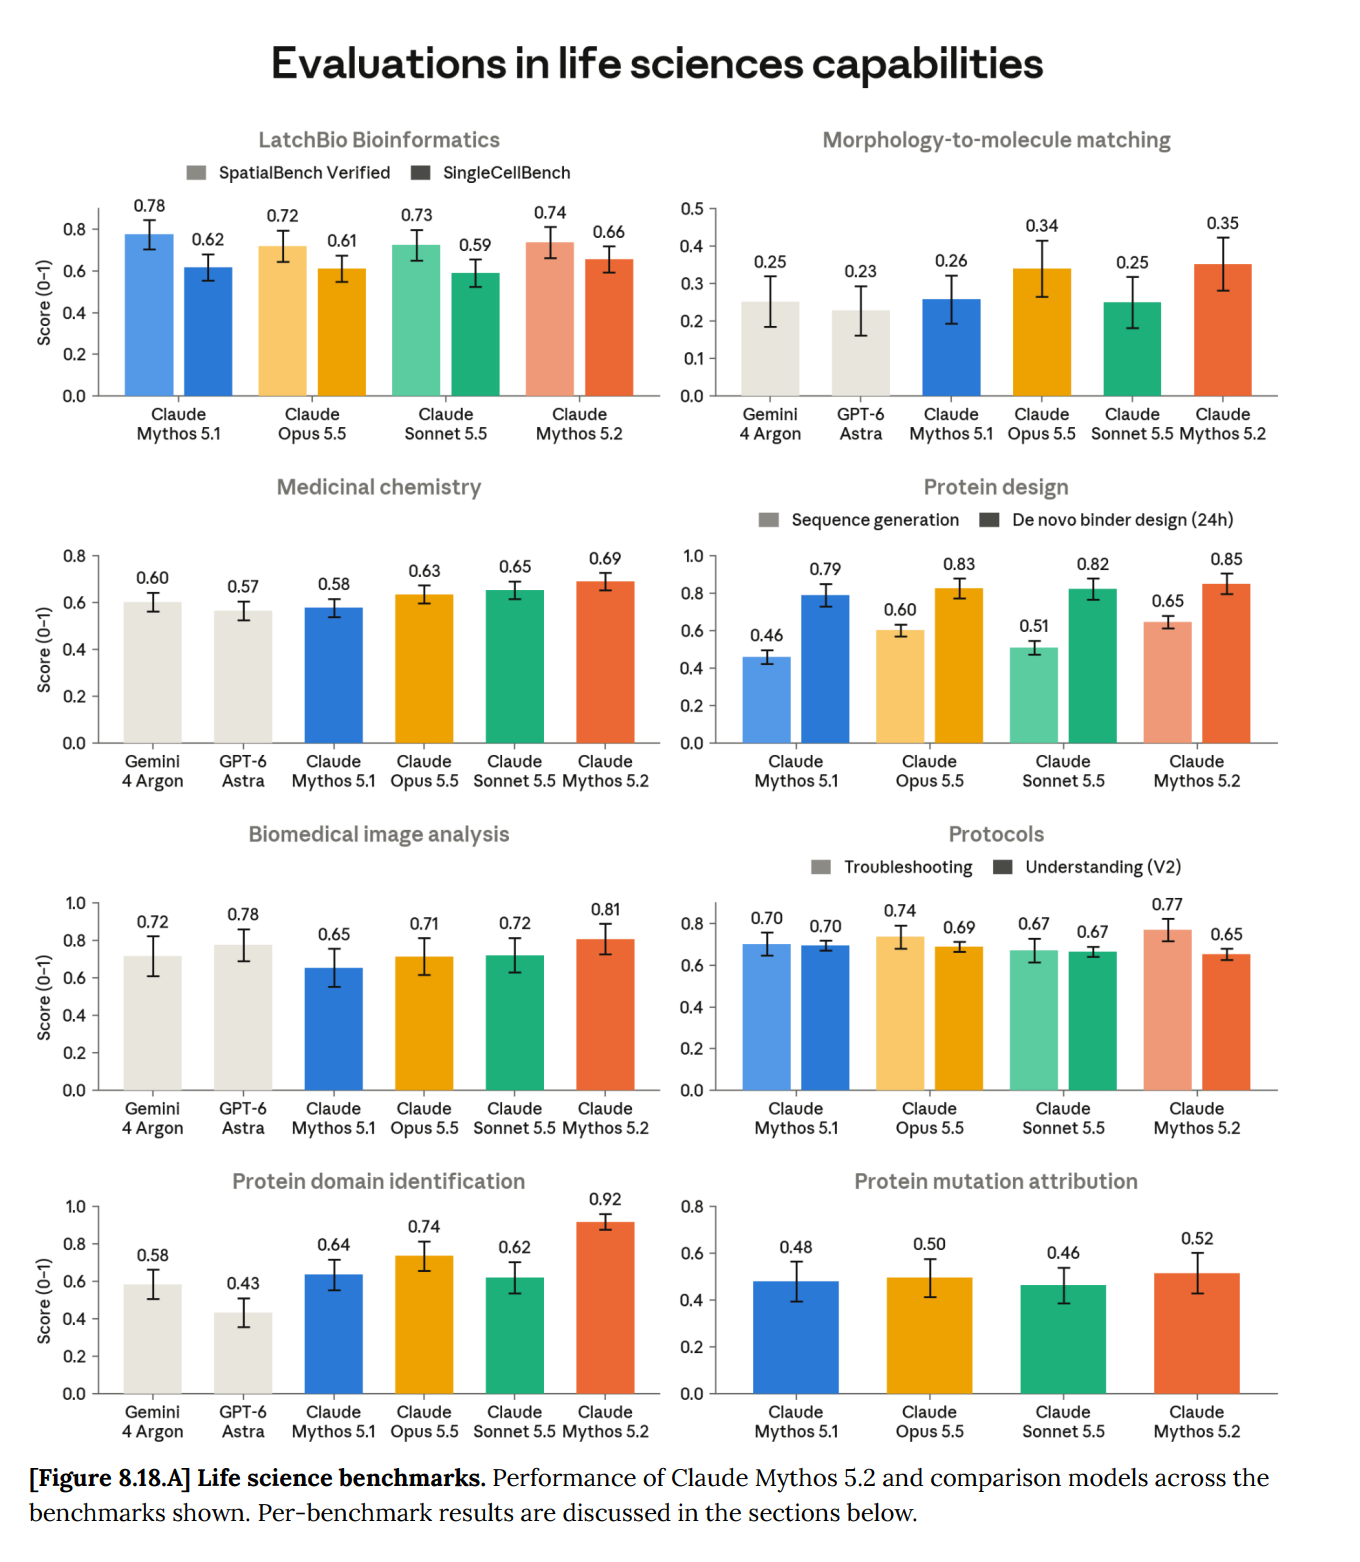 Evaluations in life sciences capabilities
LatchBio Bioinformatics
SpatialBench Verified SingleCellBench
Score (0–1)
0.8
0.6
0.4
0.2
0.0
0.78 0.62 0.72 0.61 0.73 0.59 0.74 0.66
Claude Claude Claude Claude
Mythos 5.1 Opus 5.5 Sonnet 5.5 Mythos 5.2
Morphology-to-molecule matching
0.5
0.4
0.3
0.2
0.1
0.0
0.25 0.23 0.26 0.34 0.25 0.35
Gemini GPT-6 Claude Claude Claude Claude
4 Argon Astra Mythos 5.1 Opus 5.5 Sonnet 5.5 Mythos 5.2
Medicinal chemistry
Score (0–1)
0.8
0.6
0.4
0.2
0.0
0.60 0.57 0.58 0.63 0.65 0.69
Gemini GPT-6 Claude Claude Claude Claude
4 Argon Astra Mythos 5.1 Opus 5.5 Sonnet 5.5 Mythos 5.2
Protein design
Sequence generation De novo binder design (24h)
1.0
0.8
0.6
0.4
0.2
0.0
0.46 0.79 0.60 0.83 0.51 0.82 0.65 0.85
Claude Claude Claude Claude
Mythos 5.1 Opus 5.5 Sonnet 5.5 Mythos 5.2
Biomedical image analysis
Score (0–1)
1.0
0.8
0.6
0.4
0.2
0.0
0.72 0.78 0.65 0.71 0.72 0.81
Gemini GPT-6 Claude Claude Claude Claude
4 Argon Astra Mythos 5.1 Opus 5.5 Sonnet 5.5 Mythos 5.2
Protocols
Troubleshooting Understanding (V2)
0.8
0.6
0.4
0.2
0.0
0.70 0.70 0.74 0.69 0.67 0.67 0.77 0.65
Claude Claude Claude Claude
Mythos 5.1 Opus 5.5 Sonnet 5.5 Mythos 5.2
Protein domain identification
Score (0–1)
1.0
0.8
0.6
0.4
0.2
0.0
0.58 0.43 0.64 0.74 0.62 0.92
Gemini GPT-6 Claude Claude Claude Claude
4 Argon Astra Mythos 5.1 Opus 5.5 Sonnet 5.5 Mythos 5.2
Protein mutation attribution
0.8
0.6
0.4
0.2
0.0
0.48 0.50 0.46 0.52
Claude Claude Claude Claude
Mythos 5.1 Opus 5.5 Sonnet 5.5 Mythos 5.2
[Figure 8.18.A] Life science benchmarks. Performance of Claude Mythos 5.2 and comparison models across the
benchmarks shown. Per-benchmark results are discussed in the sections below.